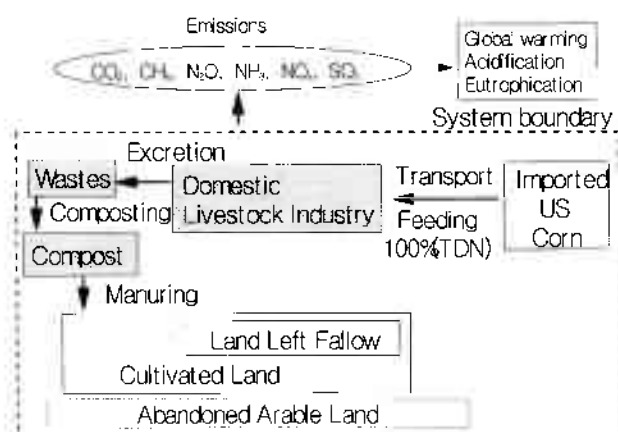 Emissions
CO₂, CH₄, N₂O, NH₃, NOₓ, SOₓ
Global warming
Acidification
Eutrophication
System boundary
Excretion
Wastes
Domestic
Livestock Industry
Transport
Feeding
100%(TDN)
Imported
US
Corn
Composting
Compost
Manuring
Land Left Fallow
Cultivated Land
Abandoned Arable Land